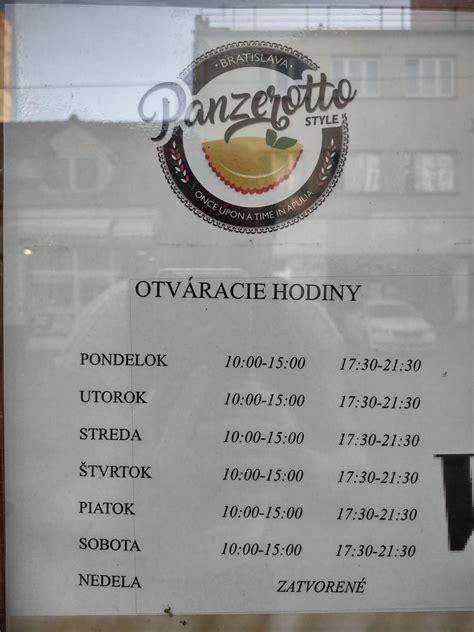 · BRATISLAVA ·
Panzerotto
STYLE
ONCE UPON A TIME IN APULIA
OTVÁRACIE HODINY
PONDELOK 10:00-15:00 17:30-21:30
UTOROK 10:00-15:00 17:30-21:30
STREDA 10:00-15:00 17:30-21:30
ŠTVRTOK 10:00-15:00 17:30-21:30
PIATOK 10:00-15:00 17:30-21:30
SOBOTA 10:00-15:00 17:30-21:30
NEDELA ZATVORENÉ